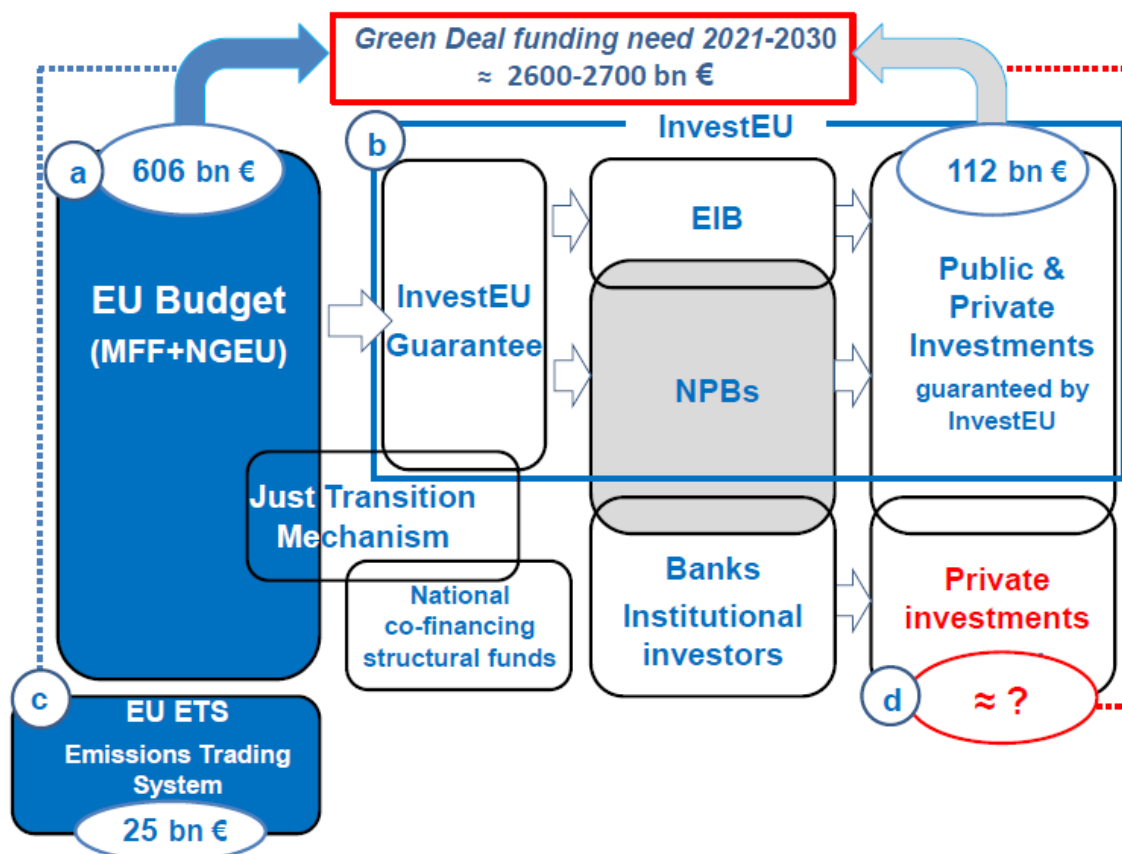 Green Deal funding need 2021-2030
≈ 2600-2700 bn €
a
606 bn €
EU Budget
(MFF+NGEU)
b
InvestEU
InvestEU
Guarantee
EIB
NPBs
112 bn €
Public &
Private
Investments
guaranteed by
InvestEU
Just Transition
Mechanism
National
co-financing
structural funds
Banks
Institutional
investors
Private
investments
d
≈ ?
c
EU ETS
Emissions Trading
System
25 bn €